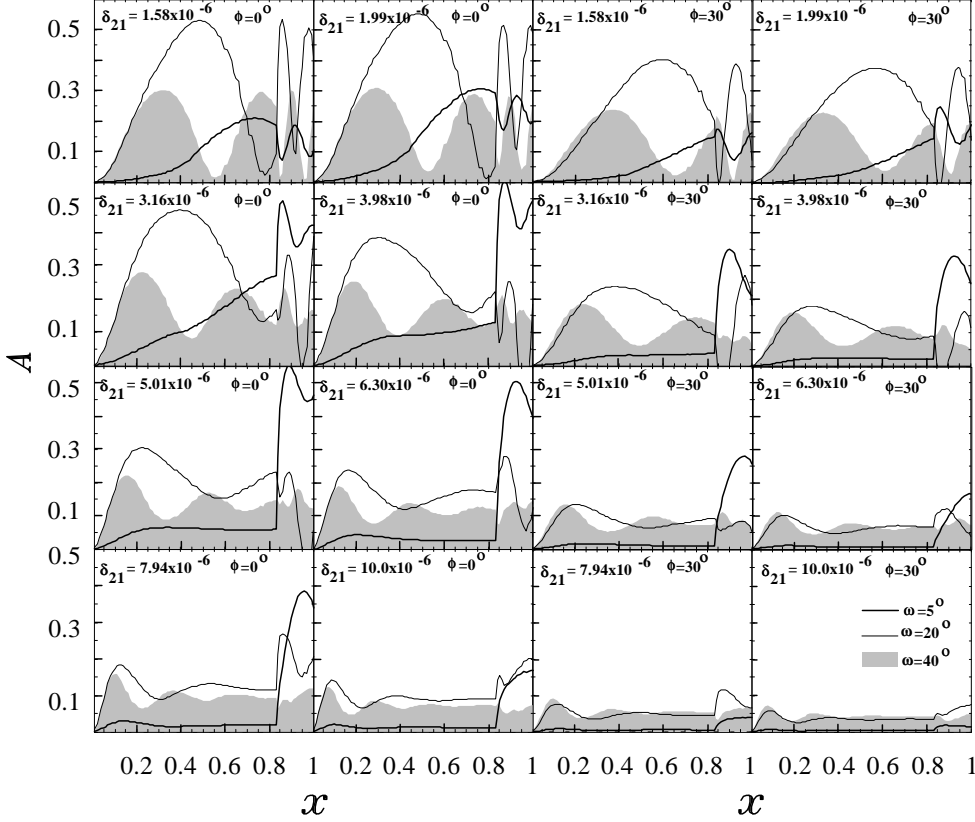 0.5 δ21 = 1.58x10 -6 ϕ=0 o δ21 = 1.99x10 -6 ϕ=0 o δ21 = 1.58x10 -6 ϕ=30 o δ21 = 1.99x10 -6 ϕ=30 o
0.3
0.1
0.5 δ21 = 3.16x10 -6 ϕ=0 o δ21 = 3.98x10 -6 ϕ=0 o δ21 = 3.16x10 -6 ϕ=30 o δ21 = 3.98x10 -6 ϕ=30 o
0.3
0.1
A
0.5 δ21 = 5.01x10 -6 ϕ=0 o δ21 = 6.30x10 -6 ϕ=0 o δ21 = 5.01x10 -6 ϕ=30 o δ21 = 6.30x10 -6 ϕ=30 o
0.3
0.1
0.5 δ21 = 7.94x10 -6 ϕ=0 o δ21 = 10.0x10 -6 ϕ=0 o δ21 = 7.94x10 -6 ϕ=30 o δ21 = 10.0x10 -6 ϕ=30 o
ω=5 o
0.3
ω=20 o
ω=40 o
0.1
0.2 0.4 0.6 0.8 1 0.2 0.4 0.6 0.8 1 0.2 0.4 0.6 0.8 1 0.2 0.4 0.6 0.8 1
x x